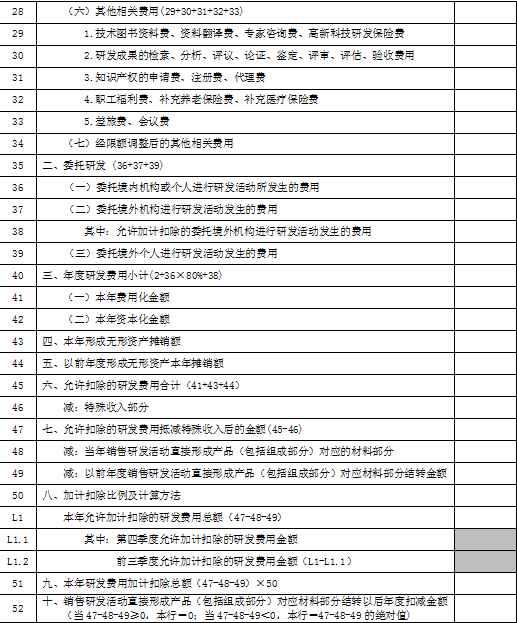 28 （六）其他相关费用(29+30+31+32+33)
29 1.技术图书资料费、资料翻译费、专家咨询费、高新科技研发保险费
30 2.研发成果的检索、分析、评议、论证、鉴定、评审、评估、验收费用
31 3.知识产权的申请费、注册费、代理费
32 4.职工福利费、补充养老保险费、补充医疗保险费
33 5.差旅费、会议费
34 （七）经限额调整后的其他相关费用
35 二、委托研发 (36+37+39)
36 （一）委托境内机构或个人进行研发活动所发生的费用
37 （二）委托境外机构进行研发活动发生的费用
38 其中：允许加计扣除的委托境外机构进行研发活动发生的费用
39 （三）委托境外个人进行研发活动发生的费用
40 三、年度研发费用小计(2+36×80%+38)
41 （一）本年费用化金额
42 （二）本年资本化金额
43 四、本年形成无形资产摊销额
44 五、以前年度形成无形资产本年摊销额
45 六、允许扣除的研发费用合计（41+43+44）
46 减：特殊收入部分
47 七、允许扣除的研发费用抵减特殊收入后的金额(45-46)
48 减：当年销售研发活动直接形成产品（包括组成部分）对应的材料部分
49 减：以前年度销售研发活动直接形成产品（包括组成部分）对应材料部分结转金额
50 八、加计扣除比例及计算方法
L1 本年允许加计扣除的研发费用总额（47-48-49）
L1.1 其中：第四季度允许加计扣除的研发费用金额
L1.2 前三季度允许加计扣除的研发费用金额（L1-L1.1）
51 九、本年研发费用加计扣除总额（47-48-49）×50
52 十、销售研发活动直接形成产品（包括组成部分）对应材料部分结转以后年度扣减金额
（当47-48-49≥0，本行=0；当47-48-49<0，本行=47-48-49的绝对值）